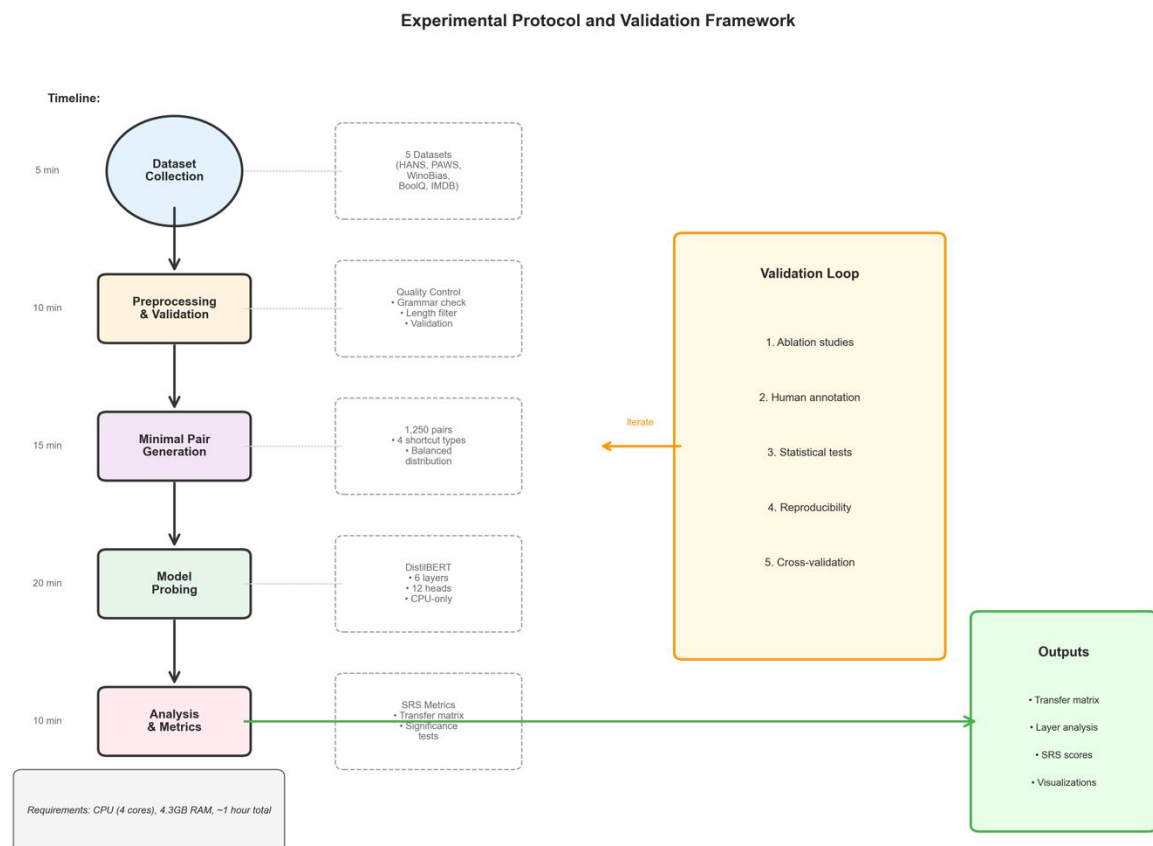 Experimental Protocol and Validation Framework
Timeline:
5 min
Dataset
Collection
5 Datasets
(HANS, PAWS,
WinoBias,
BoolQ, IMDB)
10 min
Preprocessing
& Validation
Quality Control
• Grammar check
• Length filter
• Validation
15 min
Minimal Pair
Generation
1,250 pairs
• 4 shortcut types
• Balanced
distribution
20 min
Model
Probing
DistilBERT
• 6 layers
• 12 heads
• CPU-only
10 min
Analysis
& Metrics
SRS Metrics
• Transfer matrix
• Significance
tests
Requirements: CPU (4 cores), 4.3GB RAM, ~1 hour total
Iterate
Validation Loop
1. Ablation studies
2. Human annotation
3. Statistical tests
4. Reproducibility
5. Cross-validation
Outputs
• Transfer matrix
• Layer analysis
• SRS scores
• Visualizations